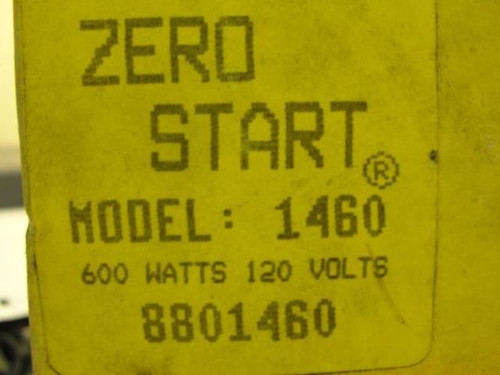 ZERO
START®
MODEL: 1460
600 WATTS 120 VOLTS
8801460